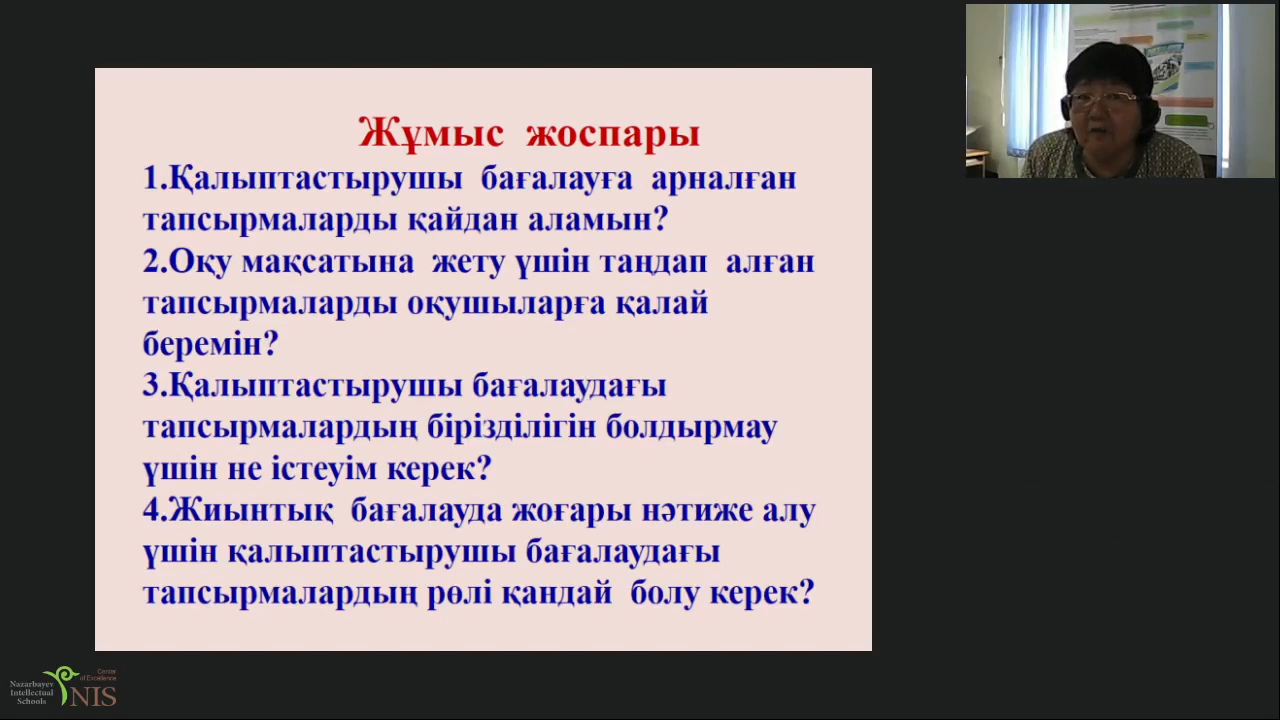 Жұмыс жоспары
1.Қалыптастырушы бағалауға арналған
тапсырмаларды қайдан аламын?
2.Оқу мақсатына жету үшін таңдап алған
тапсырмаларды оқушыларға қалай
беремін?
3.Қалыптастырушы бағалаудағы
тапсырмалардың бірізділігін болдырмау
үшін не істеуім керек?
4.Жиынтық бағалауда жоғары нәтиже алу
үшін қалыптастырушы бағалаудағы
тапсырмалардың рөлі қандай болу керек?
Nazarbayev
Intellectual
Schools
Center
of Excellence
NIS